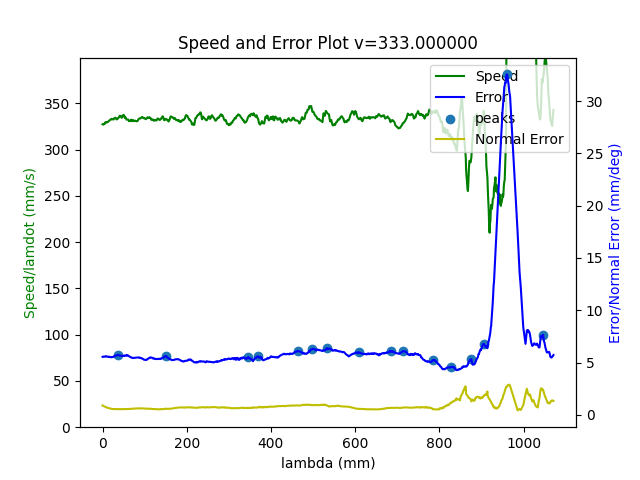 Speed and Error Plot v=333.000000
Speed/lamdot (mm/s)
350
300
250
200
150
100
50
0
Speed
Error
peaks
Normal Error
30
25
20
15
10
5
0
Error/Normal Error (mm/deg)
0 200 400 600 800 1000
lambda (mm)